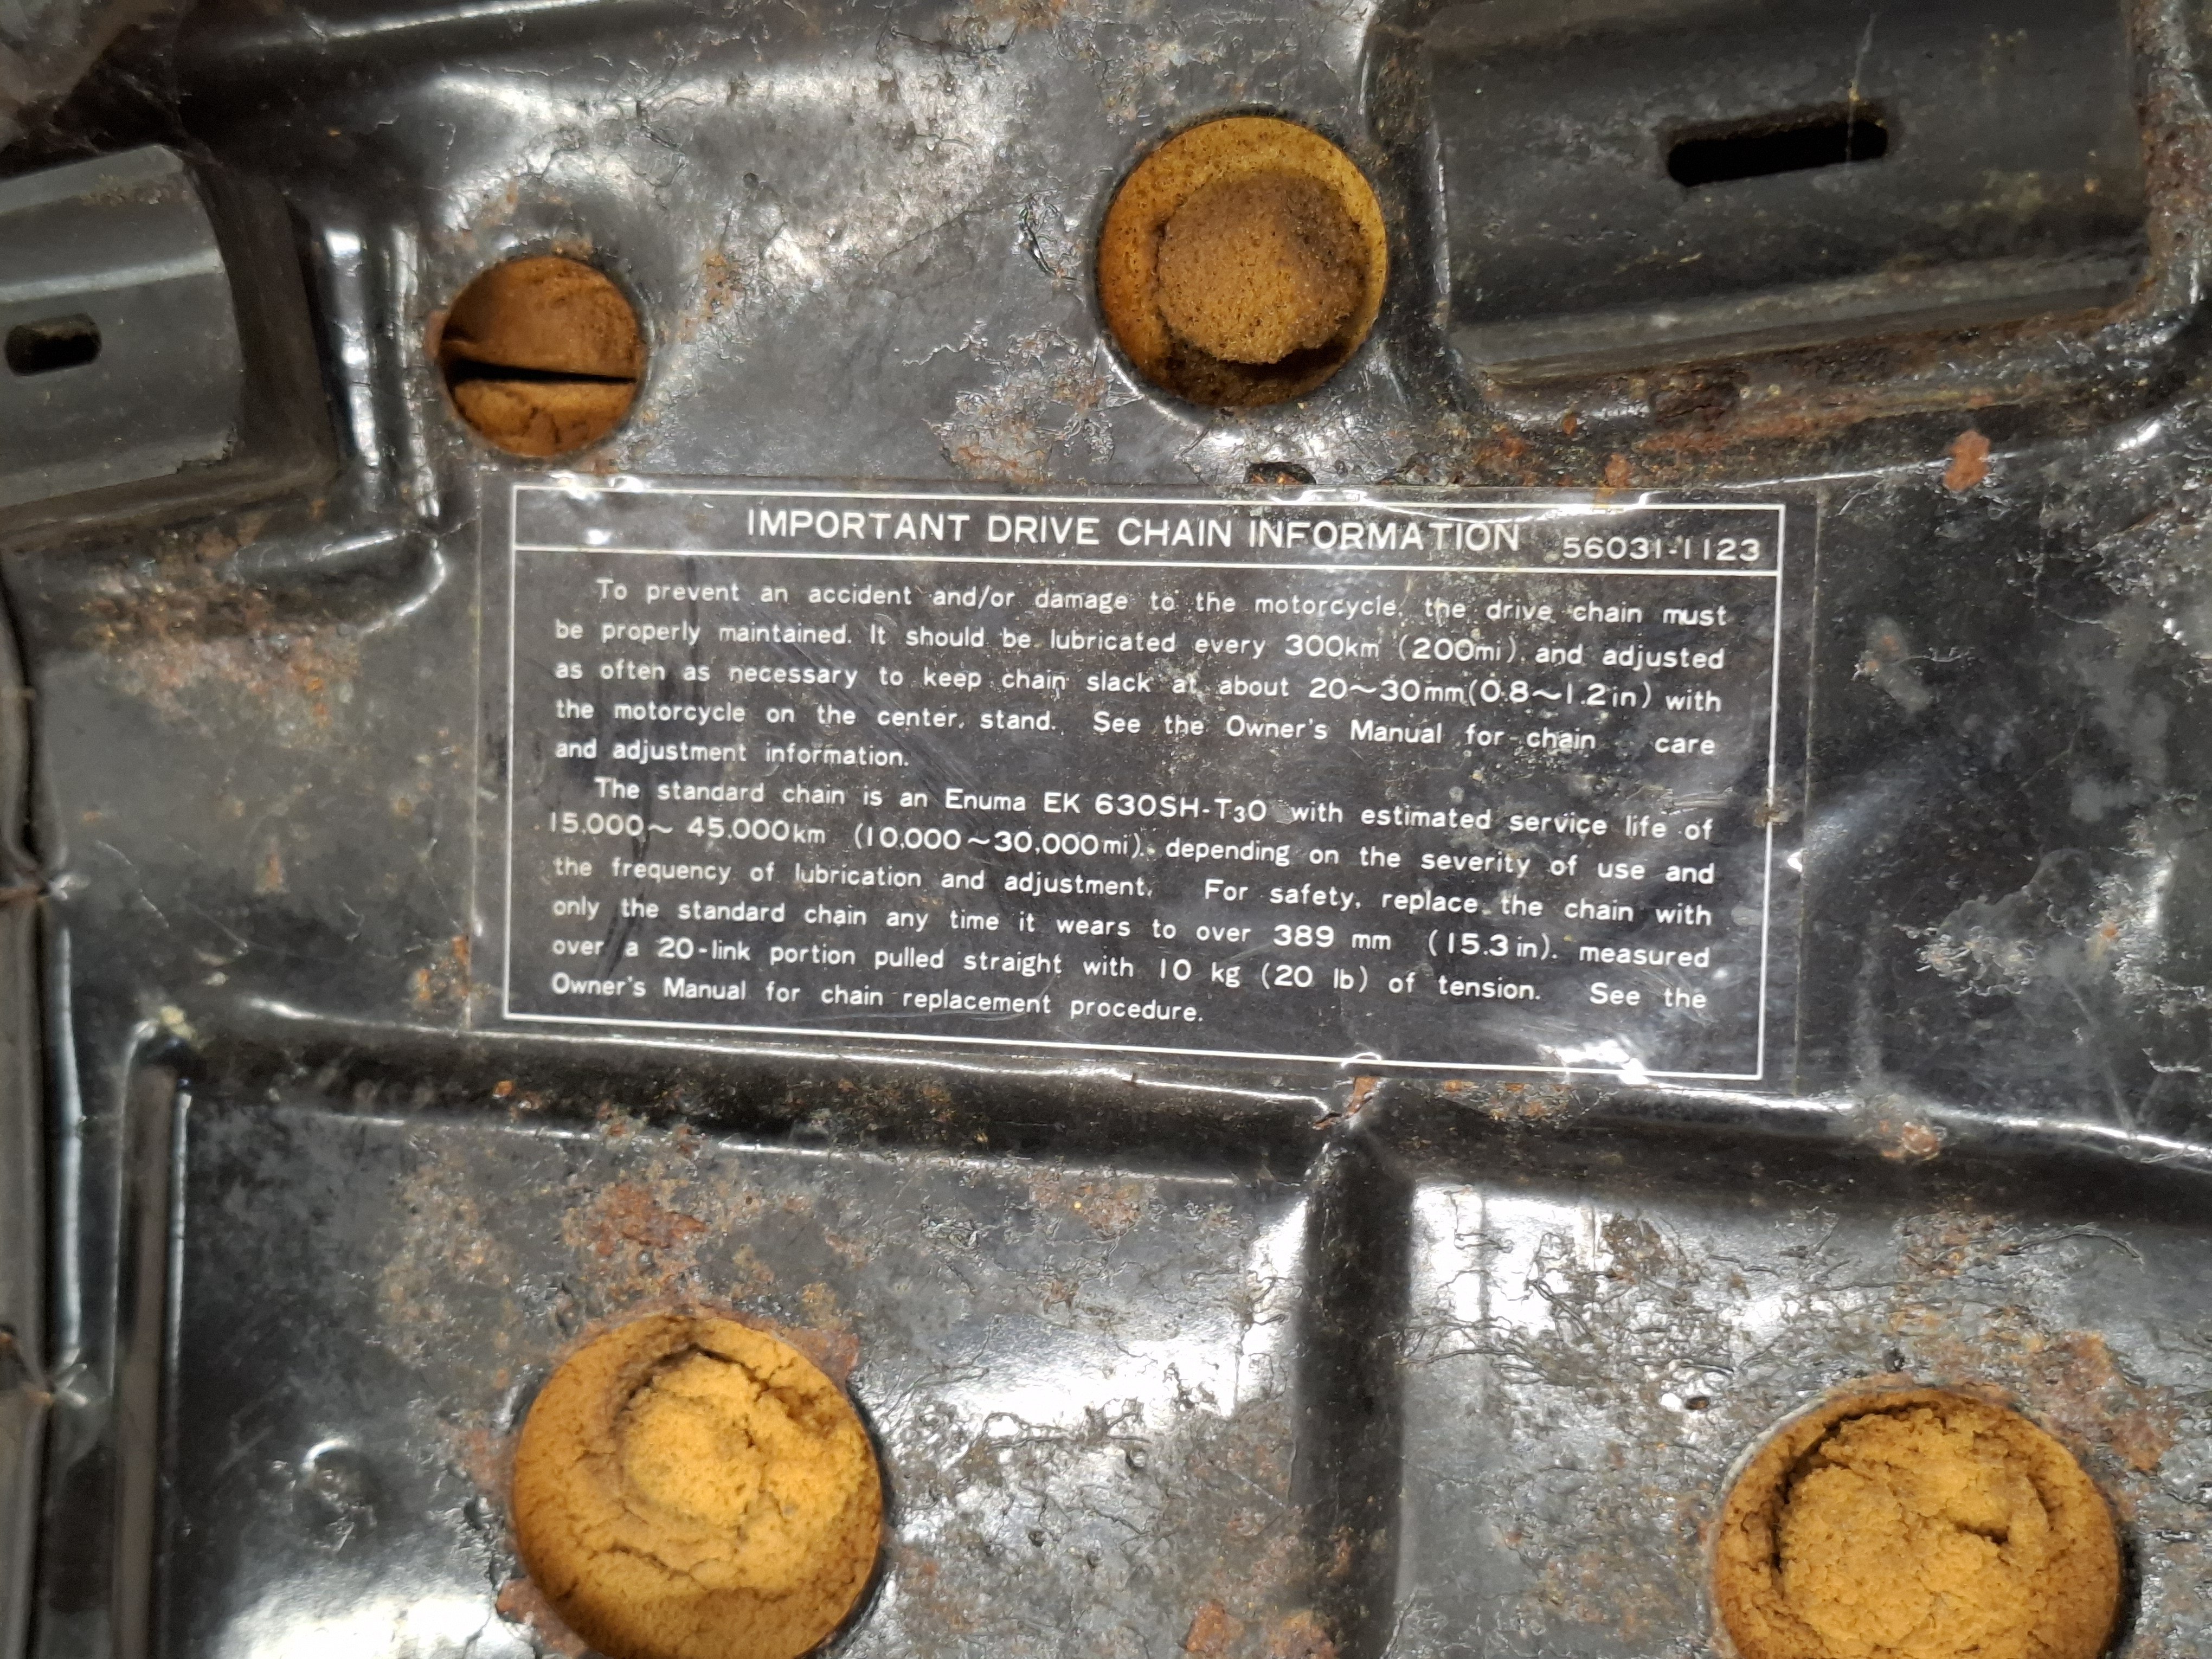 IMPORTANT DRIVE CHAIN INFORMATION 56031-1123
To prevent an accident and/or damage to the motorcycle, the drive chain must
be properly maintained. It should be lubricated every 300km (200mi), and adjusted
as often as necessary to keep chain slack at about 20~30mm(0.8~1.2in) with
the motorcycle on the center stand. See the Owner's Manual for chain care
and adjustment information.
The standard chain is an Enuma EK 630SH-T30 with estimated service life of
15,000~ 45,000km (10,000~30,000mi), depending on the severity of use and
the frequency of lubrication and adjustment. For safety, replace the chain with
only the standard chain any time it wears to over 389 mm (15.3in), measured
over a 20-link portion pulled straight with 10 kg (20 lb) of tension. See the
Owner's Manual for chain replacement procedure.